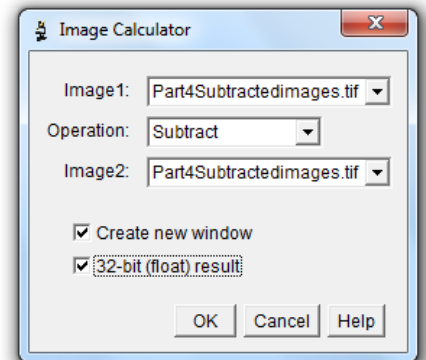 Image Calculator
Image1: Part4Subtractedimages.tif
Operation: Subtract
Image2: Part4Subtractedimages.tif
Create new window
32-bit (float) result
OK Cancel Help